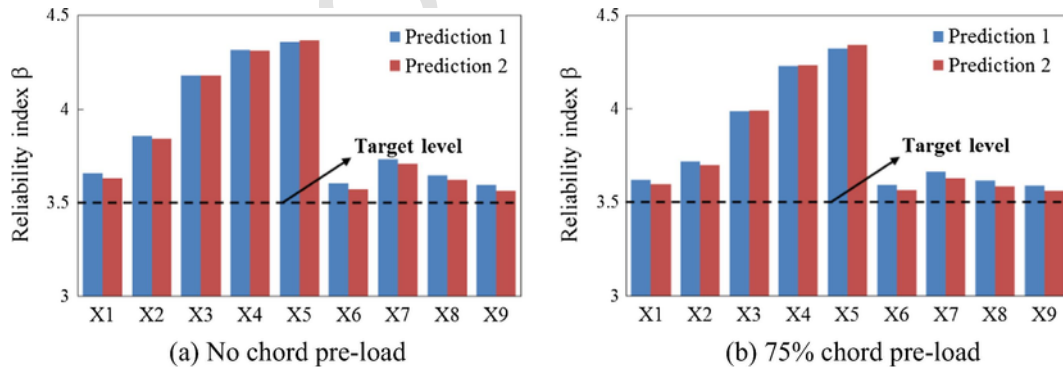 4.5
4
3.5
3
Reliability index β
Prediction 1
Prediction 2
Target level
X1 X2 X3 X4 X5 X6 X7 X8 X9
(a) No chord pre-load
4.5
4
3.5
3
Reliability index β
Prediction 1
Prediction 2
Target level
X1 X2 X3 X4 X5 X6 X7 X8 X9
(b) 75% chord pre-load